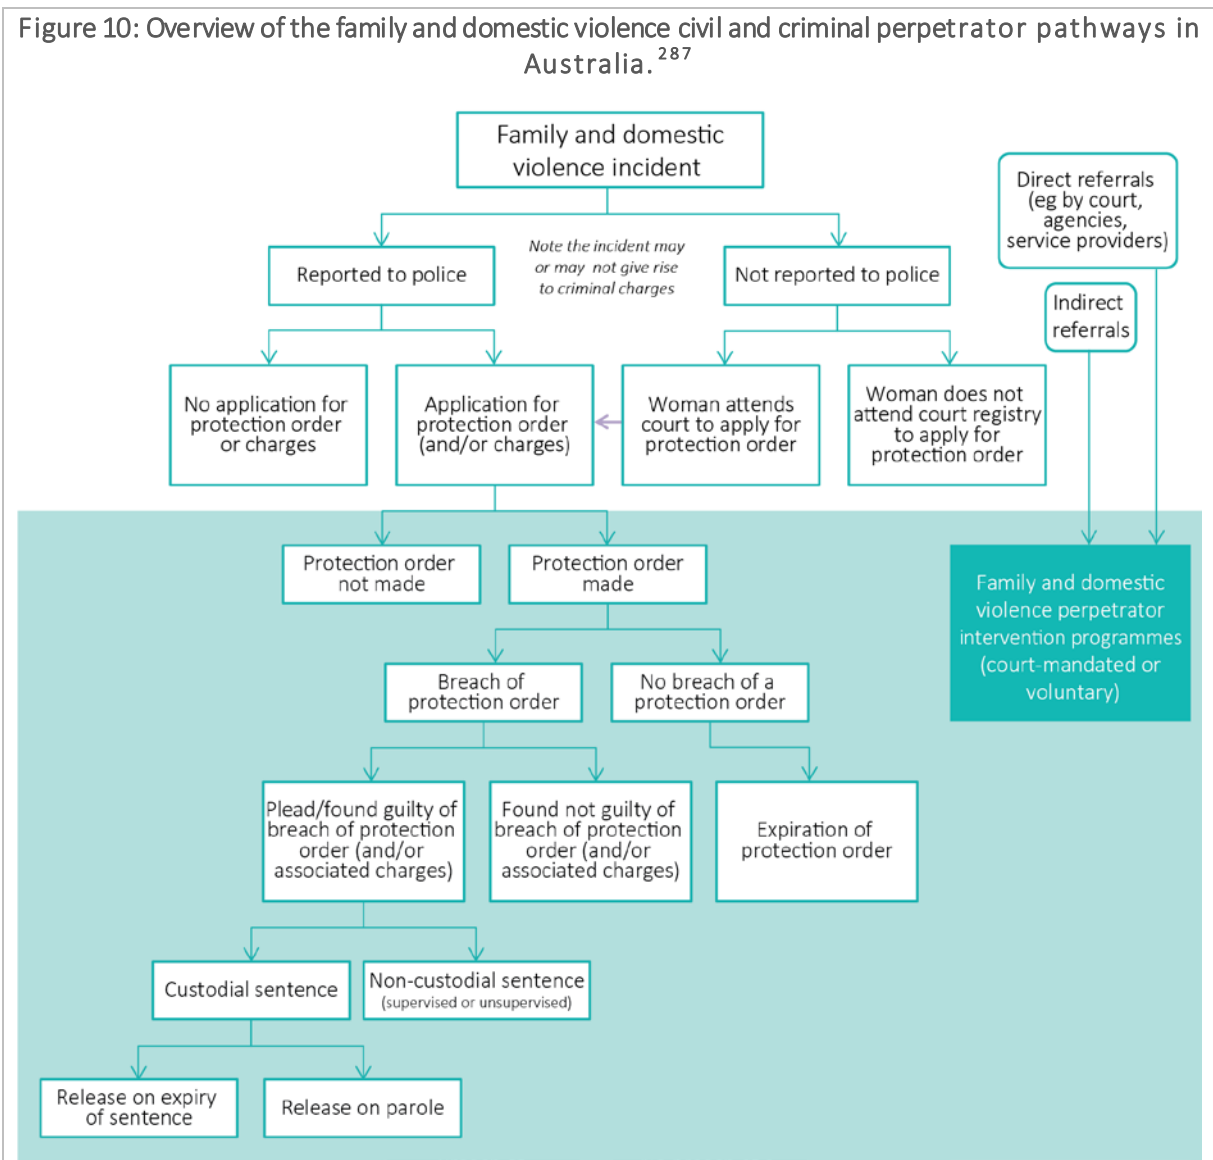 Figure 10: Overview of the family and domestic violence civil and criminal perpetrator pathways in
Australia. 287
Family and domestic
violence incident
Direct referrals
(eg by court,
agencies,
service providers)
Note the incident may
or may not give rise
to criminal charges
Reported to police
Not reported to police
Indirect
referrals
No application for
protection order
or charges
Application for
protection order
(and/or charges)
Woman attends
court to apply for
protection order
Woman does not
attend court registry
to apply for
protection order
Protection order
not made
Protection order
made
Family and domestic
violence perpetrator
intervention programmes
(court-mandated or
voluntary)
Breach of
protection order
No breach of a
protection order
Plead/found guilty of
breach of protection
order (and/or
associated charges)
Found not guilty of
breach of protection
order (and/or
associated charges)
Expiration of
protection order
Custodial sentence
Non-custodial sentence
(supervised or unsupervised)
Release on expiry
of sentence
Release on parole